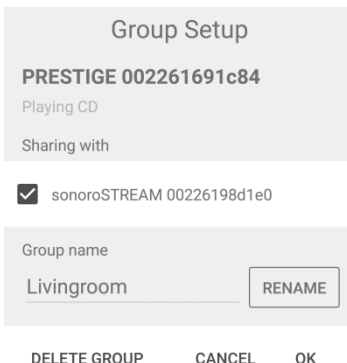 Group Setup
PRESTIGE 002261691c84
Playing CD
Sharing with
sonoroSTREAM 00226198d1e0
Group name
Livingroom
RENAME
DELETE GROUP CANCEL OK